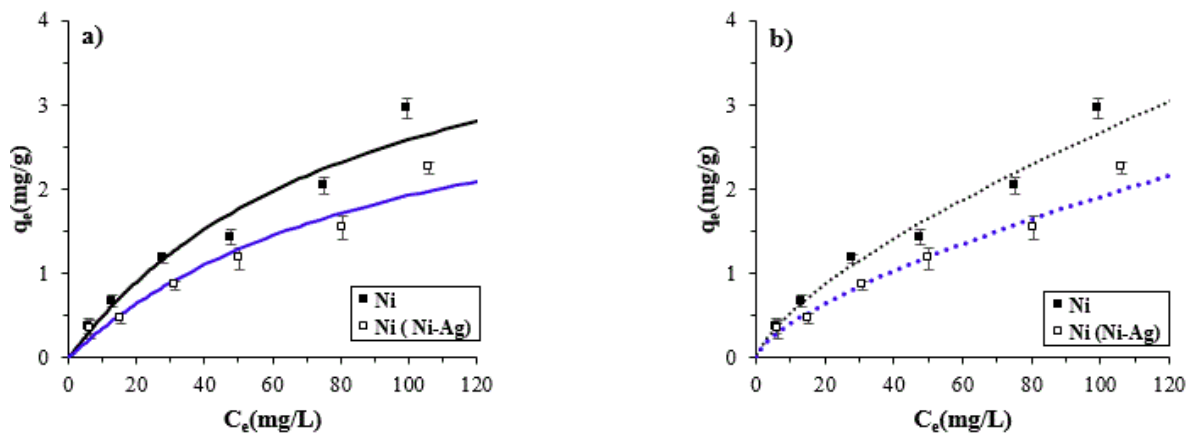 a)
4
3
2
1
0
qe(mg/g)
0 20 40 60 80 100 120
Ce(mg/L)
Ni
Ni ( Ni-Ag)
b)
4
3
2
1
0
qe(mg/g)
0 20 40 60 80 100 120
Ce(mg/L)
Ni
Ni (Ni-Ag)